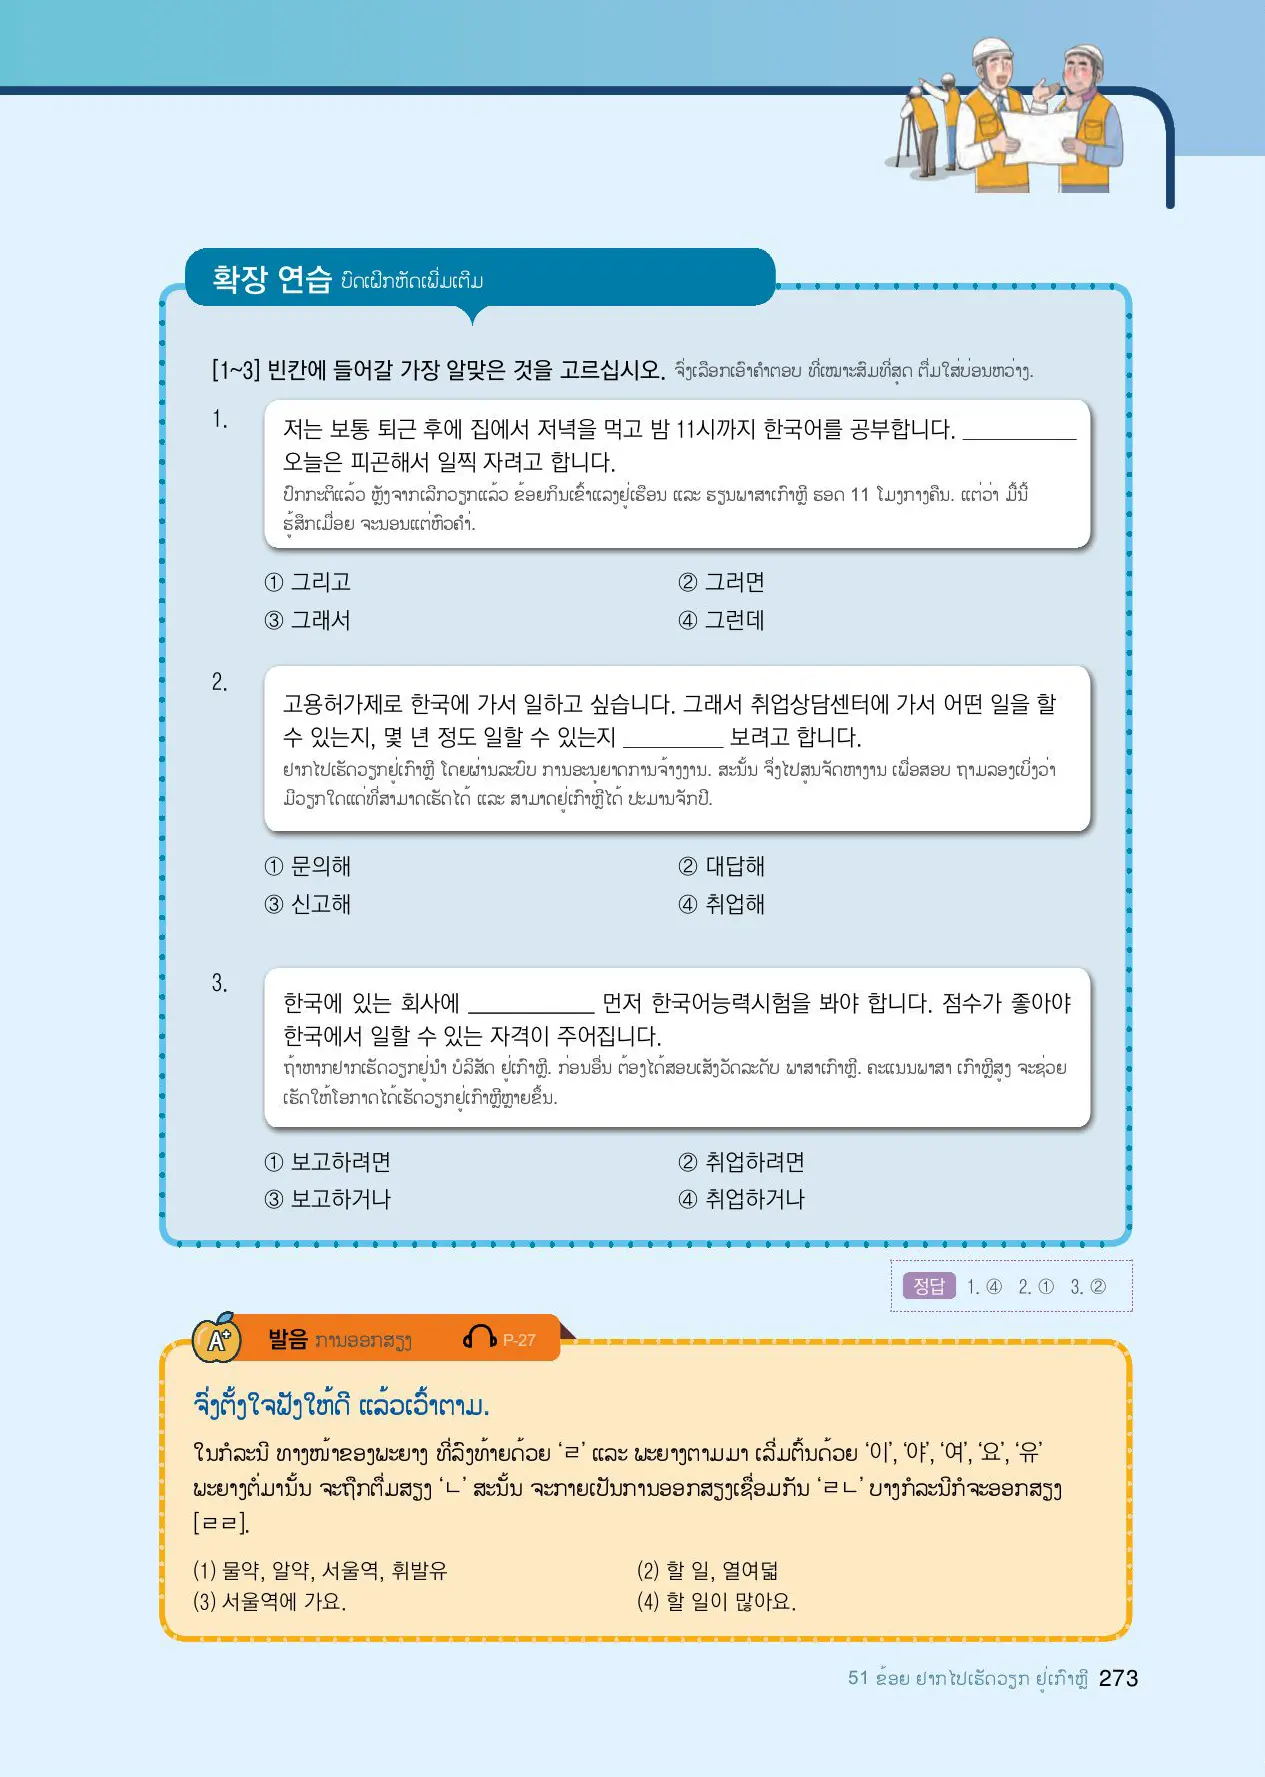 확장 연습 ບົດເຝິກຫັດເພີ່ມເຕີມ
[1~3] 빈칸에 들어갈 가장 알맞은 것을 고르십시오. ຈົ່ງເລືອກເອົາຄຳຕອບ ທີ່ເໝາະສົມທີ່ສຸດ ຕື່ມໃສ່ບ່ອນຫວ່າງ.
1.
저는 보통 퇴근 후에 집에서 저녁을 먹고 밤 11시까지 한국어를 공부합니다. __________
오늘은 피곤해서 일찍 자려고 합니다.
ປົກກະຕິແລ້ວ ຫຼັງຈາກເລີກວຽກແລ້ວ ຂ້ອຍກິນເຂົ້າແລງຢູ່ເຮືອນ ແລະ ຮຽນພາສາເກົາຫຼີ ຮອດ 11 ໂມງກາງຄືນ. ແຕ່ວ່າ ມື້ນີ້
ຮູ້ສຶກເມື່ອຍ ຈະນອນແຕ່ຫົວຄ່ຳ.
① 그리고 ② 그러면
③ 그래서 ④ 그런데
2.
고용허가제로 한국에 가서 일하고 싶습니다. 그래서 취업상담센터에 가서 어떤 일을 할
수 있는지, 몇 년 정도 일할 수 있는지 _________ 보려고 합니다.
ຢາກໄປເຮັດວຽກຢູ່ເກົາຫຼີ ໂດຍຜ່ານລະບົບ ການອະນຸຍາດການຈ້າງງານ. ສະນັ້ນ ຈຶ່ງໄປສູນຈັດຫາງານ ເພື່ອສອບ ຖາມລອງເບິ່ງວ່າ
ມີວຽກໃດແດ່ທີ່ສາມາດເຮັດໄດ້ ແລະ ສາມາດຢູ່ເກົາຫຼີໄດ້ ປະມານຈັກປີ.
① 문의해 ② 대답해
③ 신고해 ④ 취업해
3.
한국에 있는 회사에 ___________ 먼저 한국어능력시험을 봐야 합니다. 점수가 좋아야
한국에서 일할 수 있는 자격이 주어집니다.
ຖ້າຫາກຢາກເຮັດວຽກຢູ່ນຳ ບໍລິສັດ ຢູ່ເກົາຫຼີ. ກ່ອນອື່ນ ຕ້ອງໄດ້ສອບເສັງວັດລະດັບ ພາສາເກົາຫຼີ. ຄະແນນພາສາ ເກົາຫຼີສູງ ຈະຊ່ວຍ
ເຮັດໃຫ້ໂອກາດໄດ້ເຮັດວຽກຢູ່ເກົາຫຼີຫຼາຍຂຶ້ນ.
① 보고하려면 ② 취업하려면
③ 보고하거나 ④ 취업하거나
정답 1. ④ 2. ① 3. ②
A+ 발음 ການອອກສຽງ P-27
ຈົ່ງຕັ້ງໃຈຟັງໃຫ້ດີ ແລ້ວເວົ້າຕາມ.
ໃນກໍລະນີ ທາງໜ້າຂອງພະຍາງ ທີ່ລົງທ້າຍດ້ວຍ ‘ㄹ’ ແລະ ພະຍາງຕາມມາ ເລີ່ມຕົ້ນດ້ວຍ ‘이’, ‘야’, ‘여’, ‘요’, ‘유’
ພະຍາງຕໍ່ມານັ້ນ ຈະຖືກຕື່ມສຽງ ‘ㄴ’ ສະນັ້ນ ຈະກາຍເປັນການອອກສຽງເຊື່ອມກັນ ‘ㄹㄴ’ ບາງກໍລະນີກໍຈະອອກສຽງ
[ㄹㄹ].
(1) 물약, 알약, 서울역, 휘발유 (2) 할 일, 열여덟
(3) 서울역에 가요. (4) 할 일이 많아요.
51 ຂ້ອຍ ຢາກໄປເຮັດວຽກ ຢູ່ເກົາຫຼີ 273